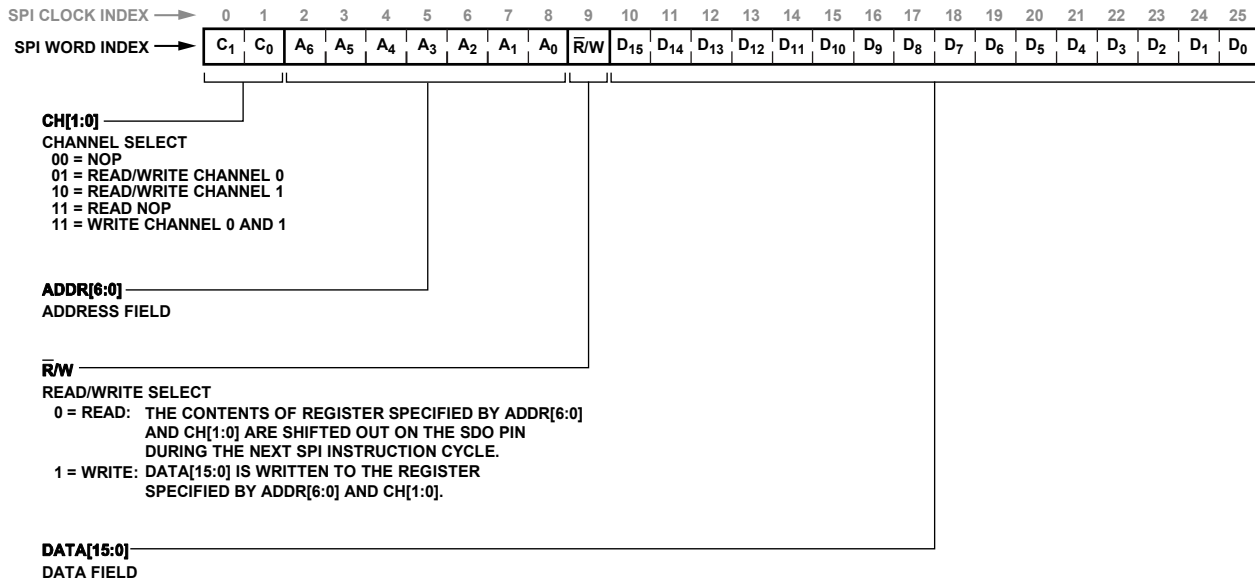 SPI CLOCK INDEX 0 1 2 3 4 5 6 7 8 9 10 11 12 13 14 15 16 17 18 19 20 21 22 23 24 25
SPI WORD INDEX C1 C0 A6 A5 A4 A3 A2 A1 A0 R̅/W D15 D14 D13 D12 D11 D10 D9 D8 D7 D6 D5 D4 D3 D2 D1 D0
CH[1:0]
CHANNEL SELECT
00 = NOP
01 = READ/WRITE CHANNEL 0
10 = READ/WRITE CHANNEL 1
11 = READ NOP
11 = WRITE CHANNEL 0 AND 1
ADDR[6:0]
ADDRESS FIELD
R̅/W
READ/WRITE SELECT
0 = READ: THE CONTENTS OF REGISTER SPECIFIED BY ADDR[6:0]
AND CH[1:0] ARE SHIFTED OUT ON THE SDO PIN
DURING THE NEXT SPI INSTRUCTION CYCLE.
1 = WRITE: DATA[15:0] IS WRITTEN TO THE REGISTER
SPECIFIED BY ADDR[6:0] AND CH[1:0].
DATA[15:0]
DATA FIELD